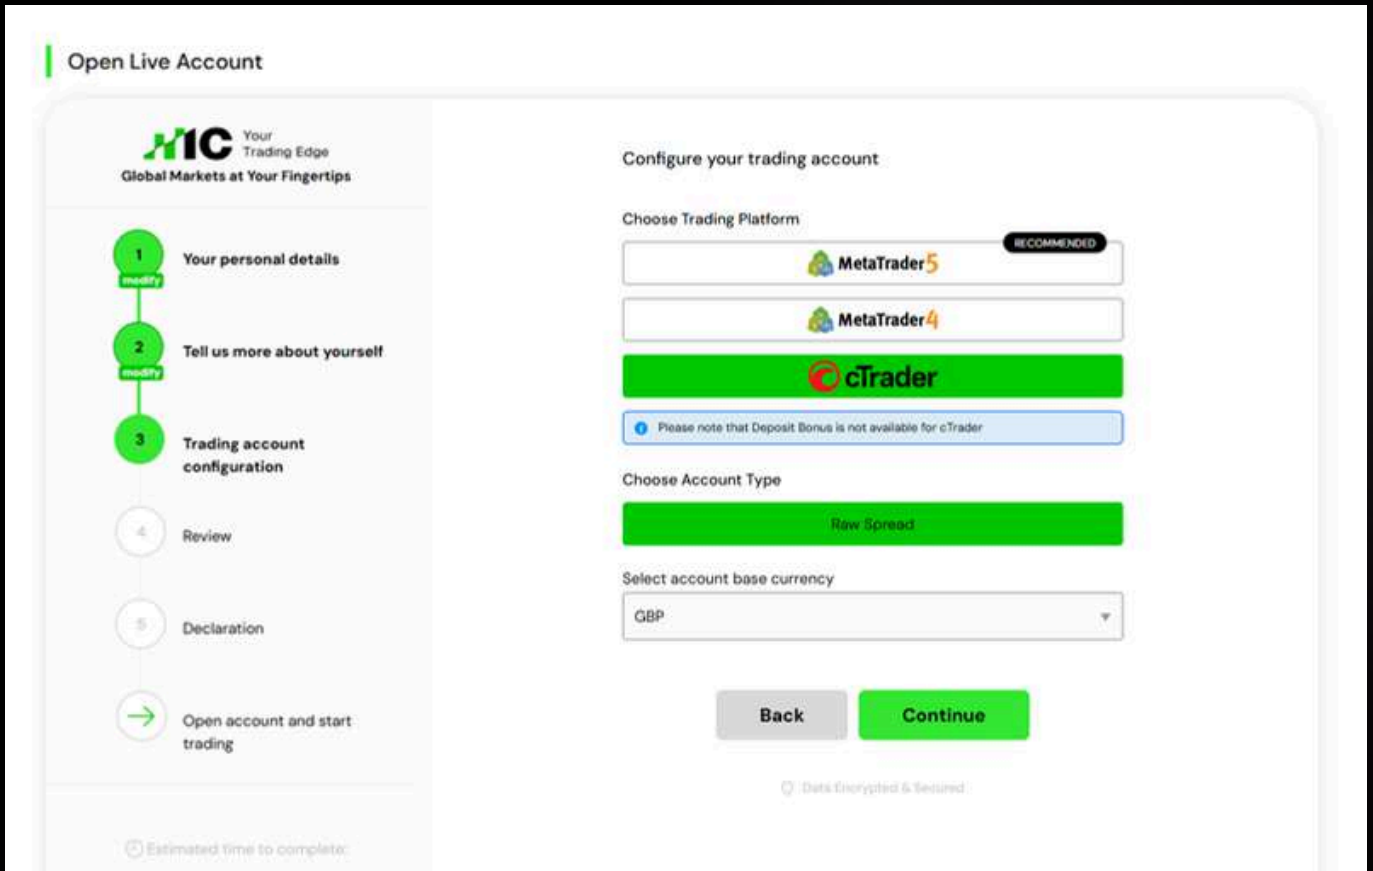 Open Live Account
Your
Trading Edge
Global Markets at Your Fingertips
1
modify
Your personal details
2
modify
Tell us more about yourself
3
Trading account
configuration
4
Review
5
Declaration
Open account and start
trading
Estimated time to complete:
Configure your trading account
Choose Trading Platform
RECOMMENDED
MetaTrader5
MetaTrader4
cTrader
Please note that Deposit Bonus is not available for cTrader
Choose Account Type
Raw Spread
Select account base currency
GBP
Back
Continue
Data Encrypted & Secured